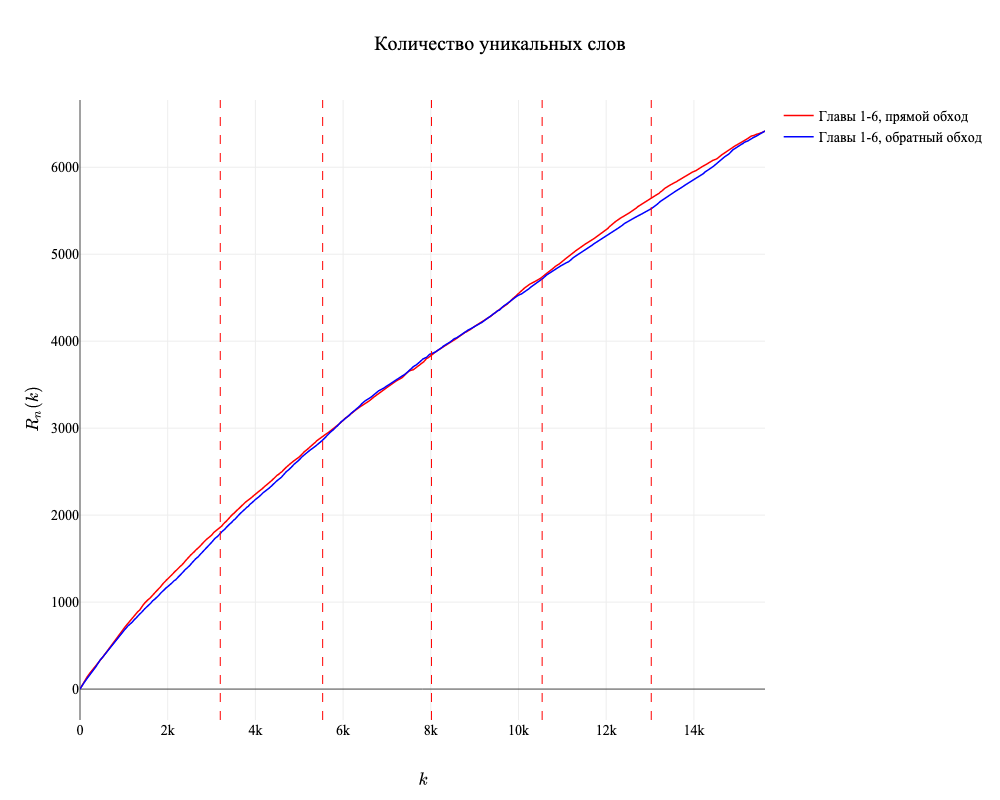 Количество уникальных слов
Главы 1-6, прямой обход
Главы 1-6, обратный обход
6000
5000
4000
3000
2000
1000
0
R_n(k)
0 2k 4k 6k 8k 10k 12k 14k
k